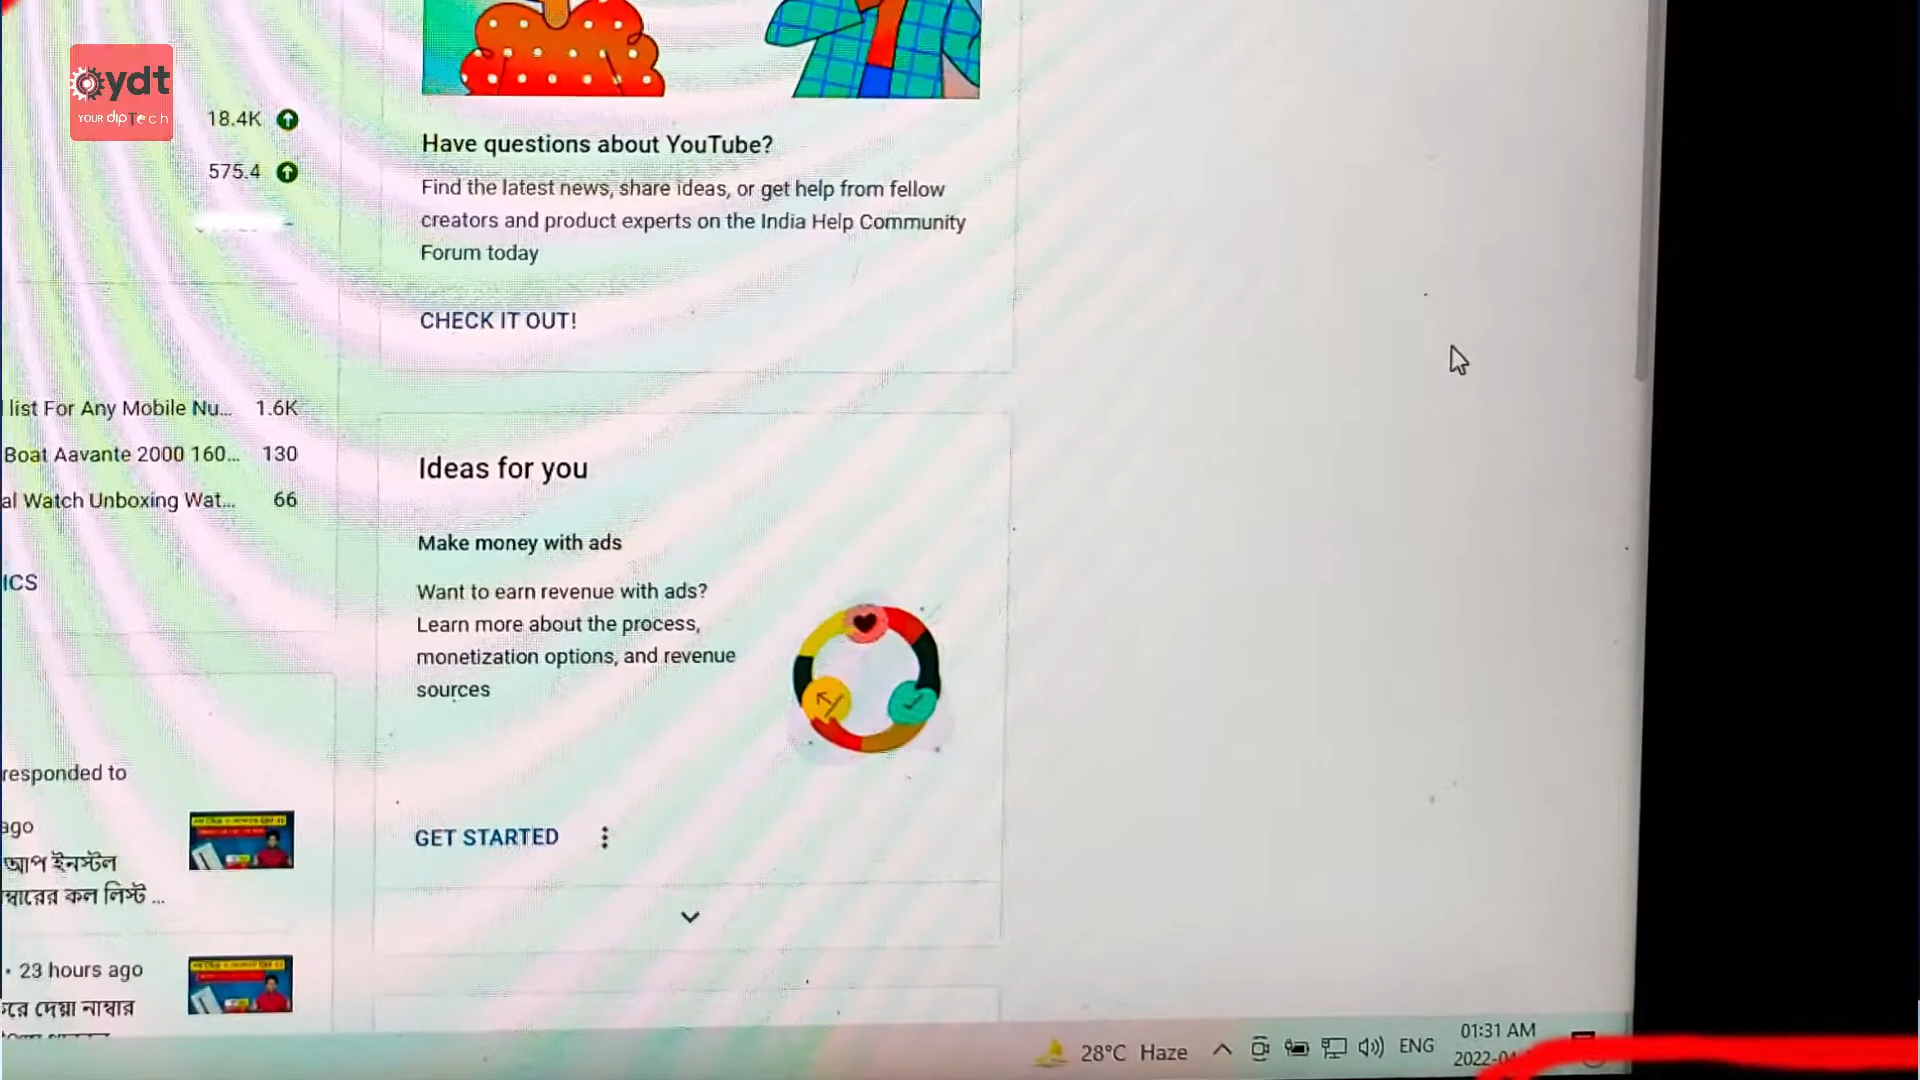 ydt
YOUR dipTech
18.4K
575.4
list For Any Mobile Nu... 1.6K
Boat Aavante 2000 160... 130
al Watch Unboxing Wat... 66
ICS
responded to
ago
আপ ইনস্টল
ম্বারের কল লিস্ট ...
• 23 hours ago
করে দেয়া নাম্বার
Have questions about YouTube?
Find the latest news, share ideas, or get help from fellow
creators and product experts on the India Help Community
Forum today
CHECK IT OUT!
Ideas for you
Make money with ads
Want to earn revenue with ads?
Learn more about the process,
monetization options, and revenue
sources
GET STARTED
28°C Haze
ENG
01:31 AM
2022-04